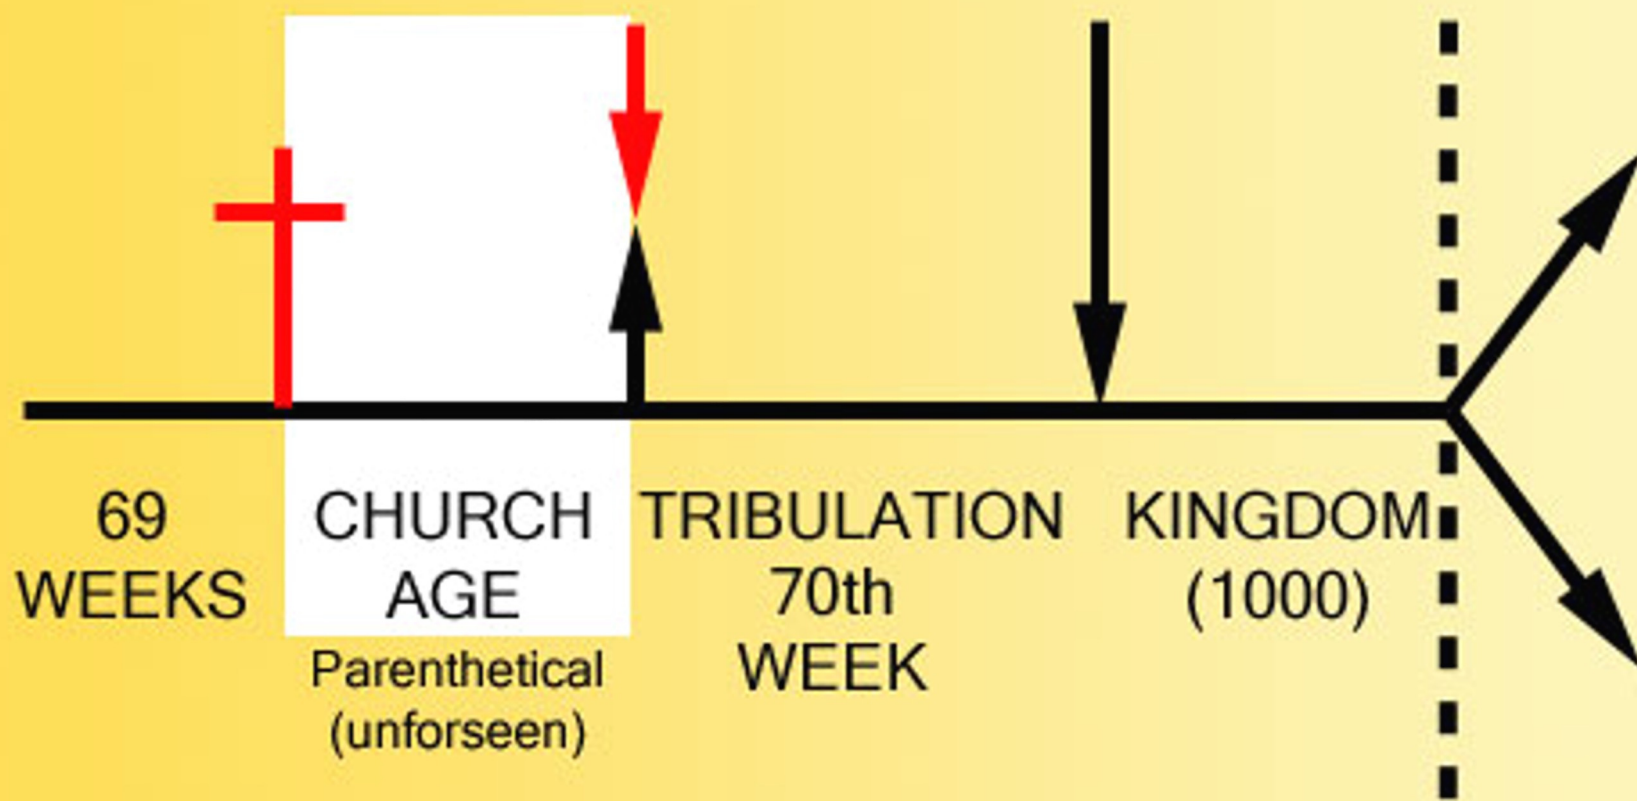 69
WEEKS
CHURCH
AGE
Parenthetical
(unforseen)
TRIBULATION
70th
WEEK
KINGDOM
(1000)